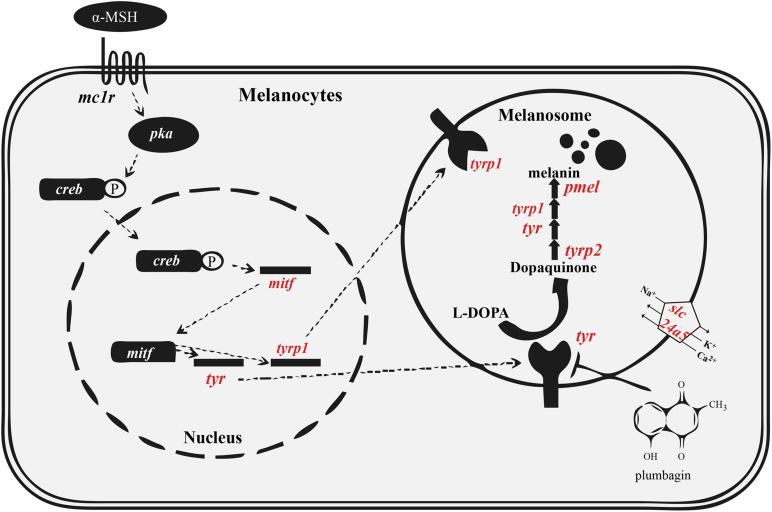 α-MSH
mc1r
Melanocytes
pka
creb P
creb P
mitf
mitf
tyrp1
tyr
Nucleus
Melanosome
tyrp1
melanin
pmel
tyrp1
tyr
tyrp2
Dopaquinone
L-DOPA
tyr
Na+
slc
24a5
K+
Ca2+
O
CH3
OH O
plumbagin